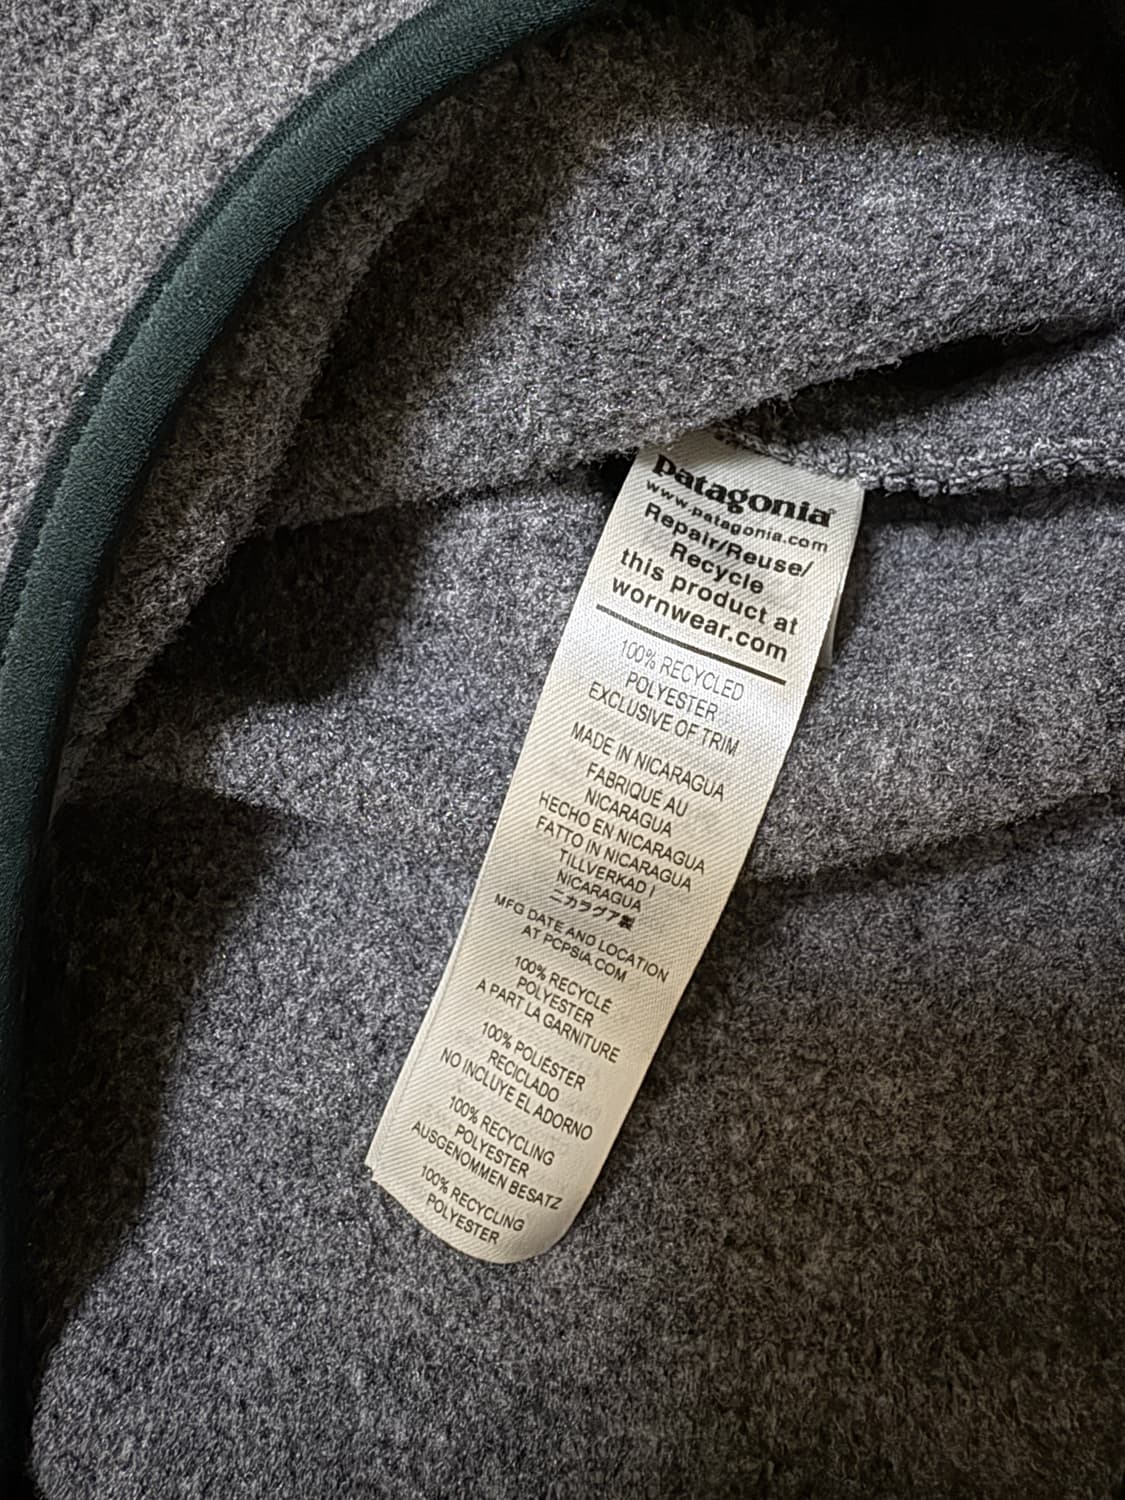 patagonia®
www.patagonia.com
Repair/Reuse/
Recycle
this product at
wornwear.com
100% RECYCLED
POLYESTER
EXCLUSIVE OF TRIM
MADE IN NICARAGUA
FABRIQUÉ AU
NICARAGUA
HECHO EN NICARAGUA
FATTO IN NICARAGUA
TILLVERKAD I
NICARAGUA
ニカラグア製
MFG DATE AND LOCATION
AT PCPSIA.COM
100% RECYCLÉ
POLYESTER
A PART LA GARNITURE
100% POLIÉSTER
RECICLADO
NO INCLUYE EL ADORNO
100% RECYCLING
POLYESTER
AUSGENOMMEN BESATZ
100% RECYCLING
POLYESTER